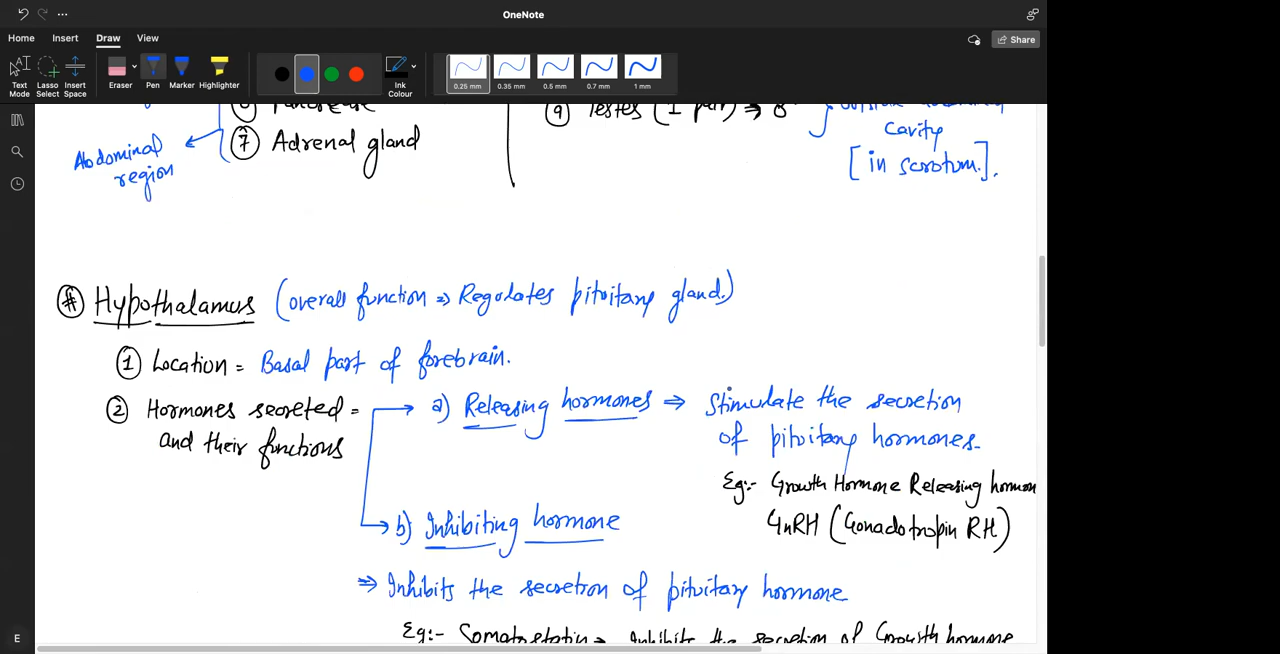 OneNote
Home Insert Draw View
Share
Text Mode
Lasso Select
Insert Space
Eraser
Pen
Marker
Highlighter
Ink Colour
0.25 mm
0.35 mm
0.5 mm
0.7 mm
1 mm
⑦ Adrenal gland
Abdominal
region
⑨ Testes (1 pair) ⇒
cavity
[in scrotum].
# Hypothalamus (overall function ⇒ Regulates pituitary gland.)
① Location = Basal part of forebrain.
② Hormones secreted =
and their functions
a) Releasing hormones ⇒ Stimulate the secretion
of pituitary hormones.
Eg:- Growth Hormone Releasing hormon
GnRH (Gonadotropin RH)
b) Inhibiting hormone
⇒ Inhibits the secretion of pituitary hormone
Eg:- Somatostatin → inhibits the secretion of Growth hormone
E